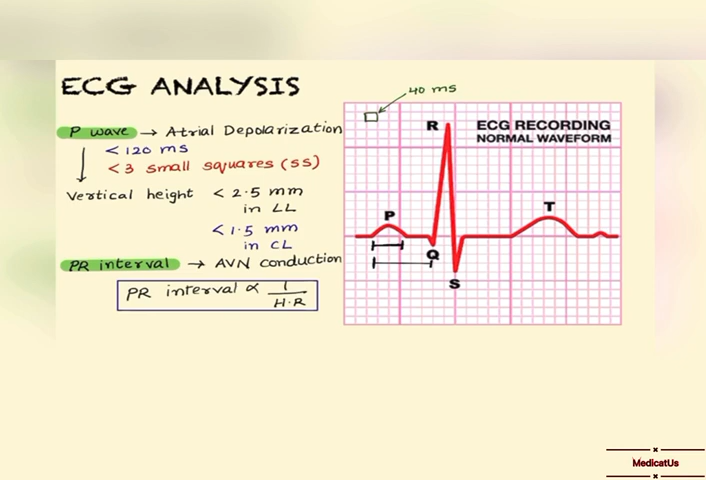 ECG ANALYSIS
40 ms
P wave → Atrial Depolarization
< 120 ms
< 3 small squares (SS)
Vertical height < 2.5 mm
in LL
< 1.5 mm
in CL
PR interval → AVN conduction
PR interval ∝ 1/H.R
R
ECG RECORDING
NORMAL WAVEFORM
P
T
Q
S
MedicatUs